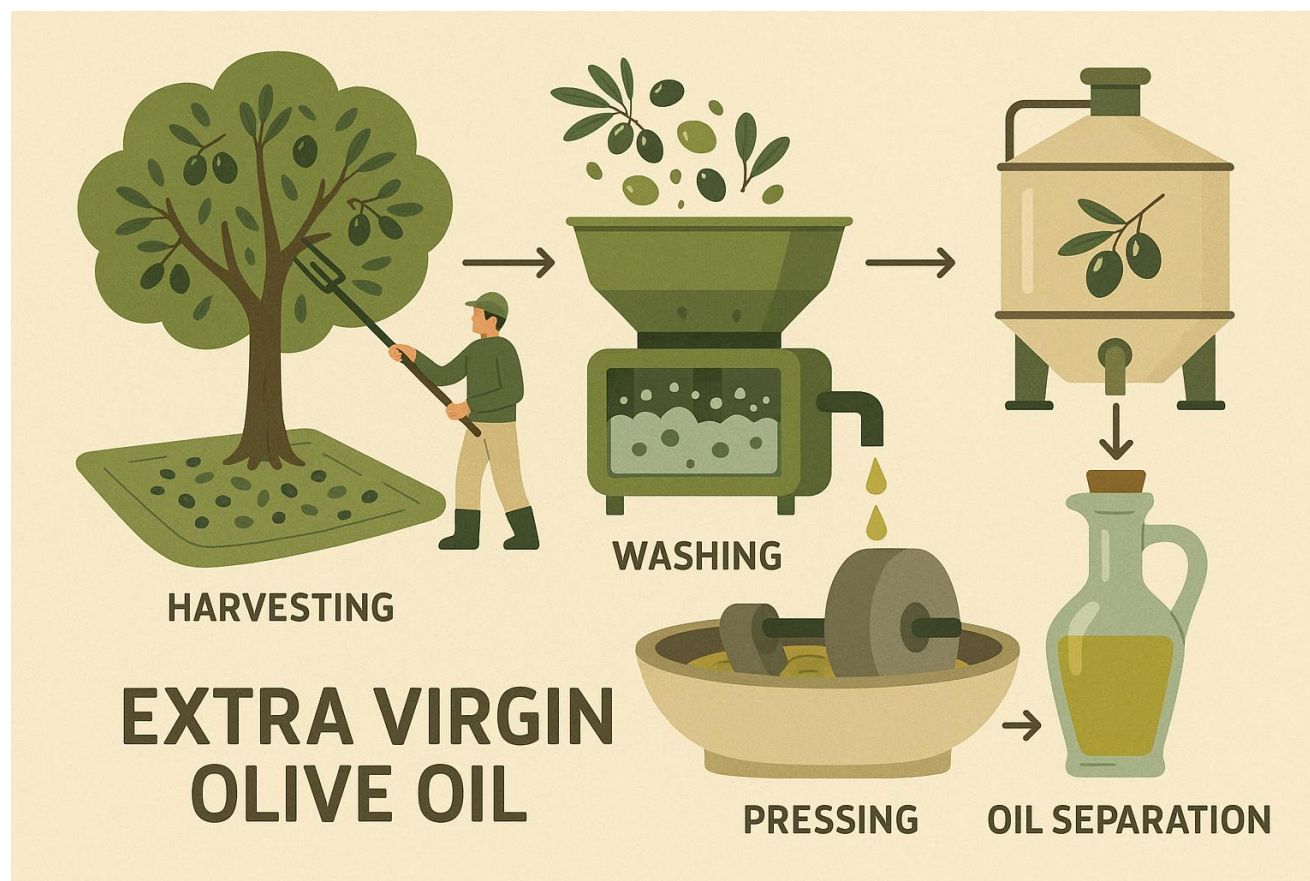 HARVESTING
WASHING
EXTRA VIRGIN
OLIVE OIL
PRESSING
OIL SEPARATION